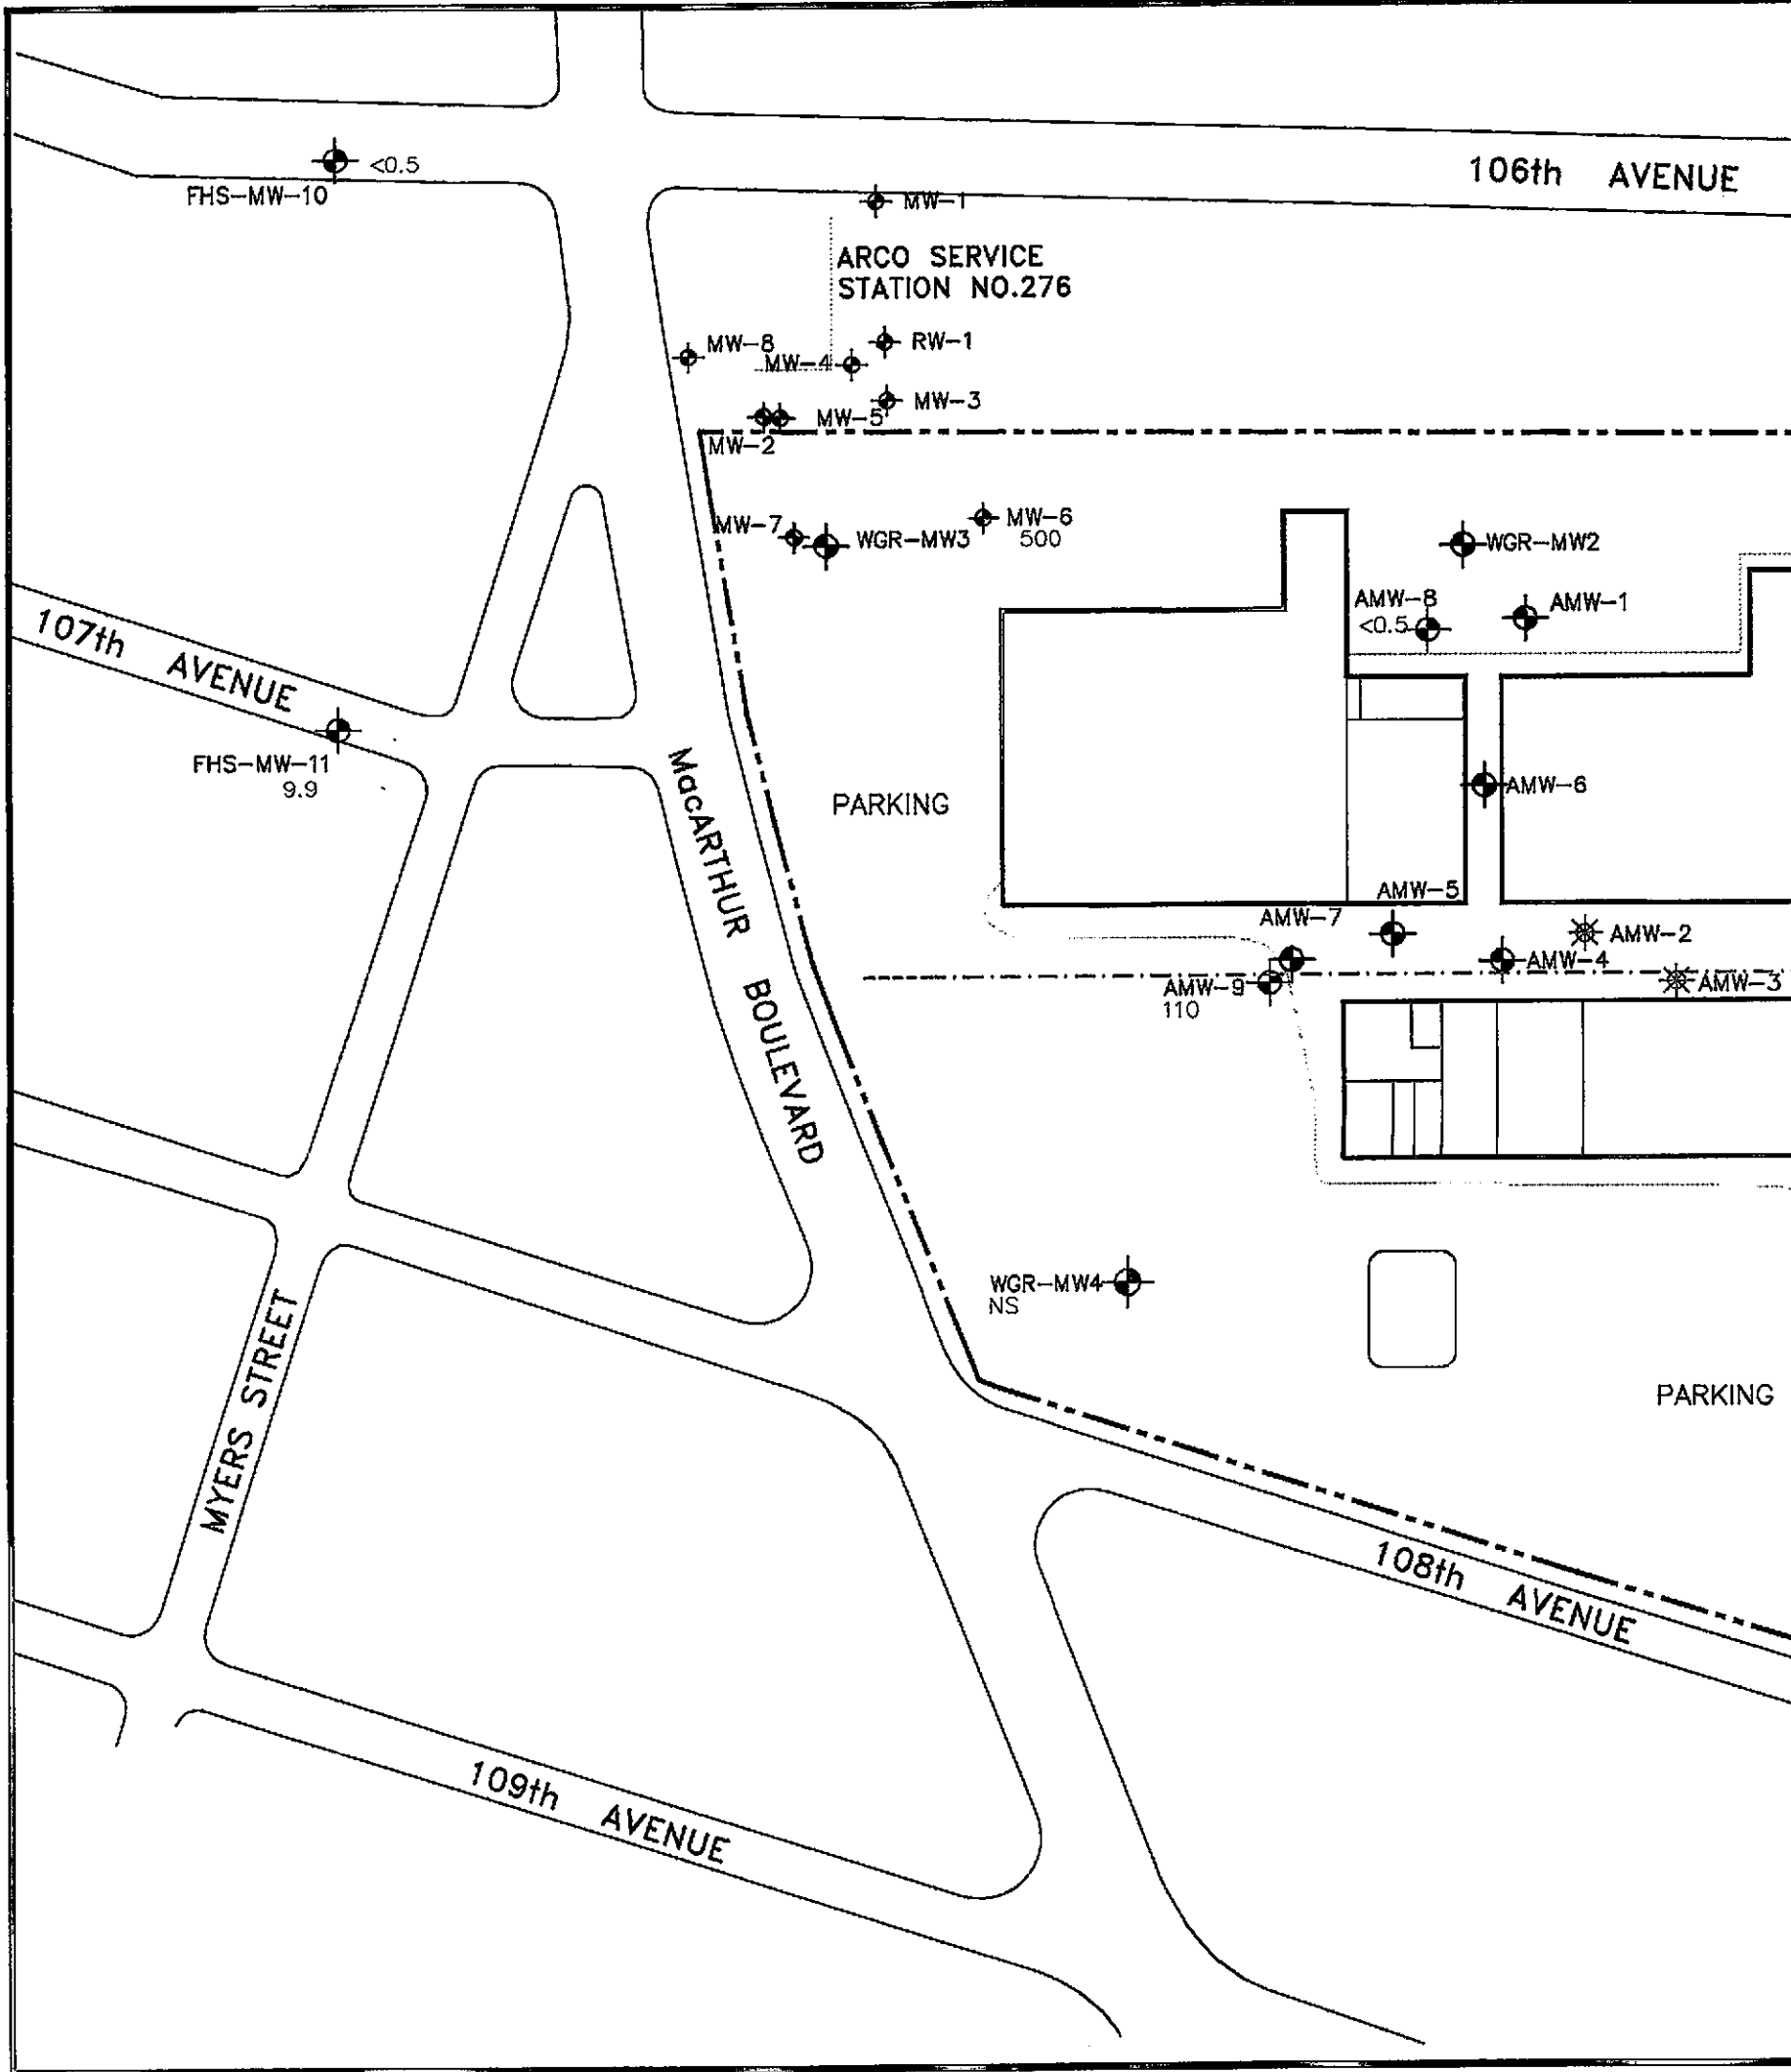 106th AVENUE
<0.5
FHS-MW-10
MW-1
ARCO SERVICE
STATION NO.276
MW-8
RW-1
MW-4
MW-3
MW-5
MW-2
MW-6
500
MW-7
WGR-MW3
WGR-MW2
AMW-8
<0.5
AMW-1
107th AVENUE
FHS-MW-11
9.9
MacARTHUR BOULEVARD
PARKING
AMW-6
AMW-5
AMW-7
AMW-2
AMW-4
AMW-9
110
AMW-3
WGR-MW4
NS
MYERS STREET
PARKING
108th AVENUE
109th AVENUE